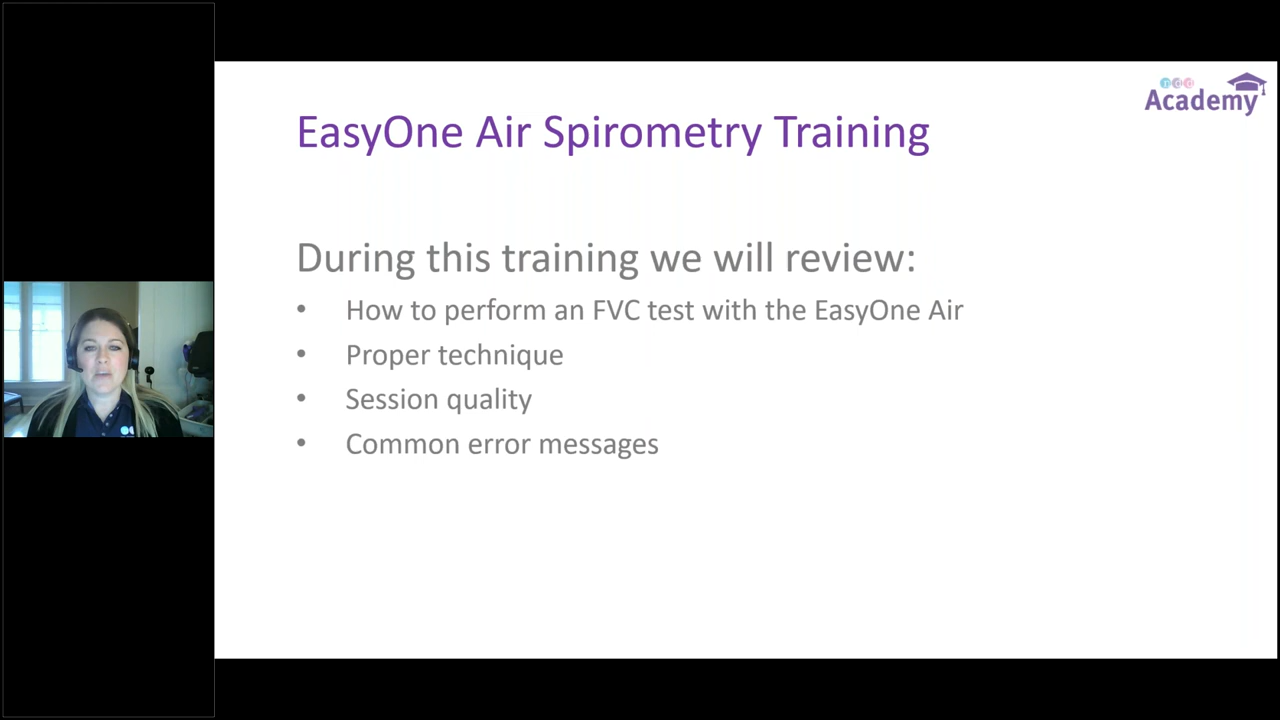 ndd
Academy
EasyOne Air Spirometry Training
During this training we will review:
• How to perform an FVC test with the EasyOne Air
• Proper technique
• Session quality
• Common error messages